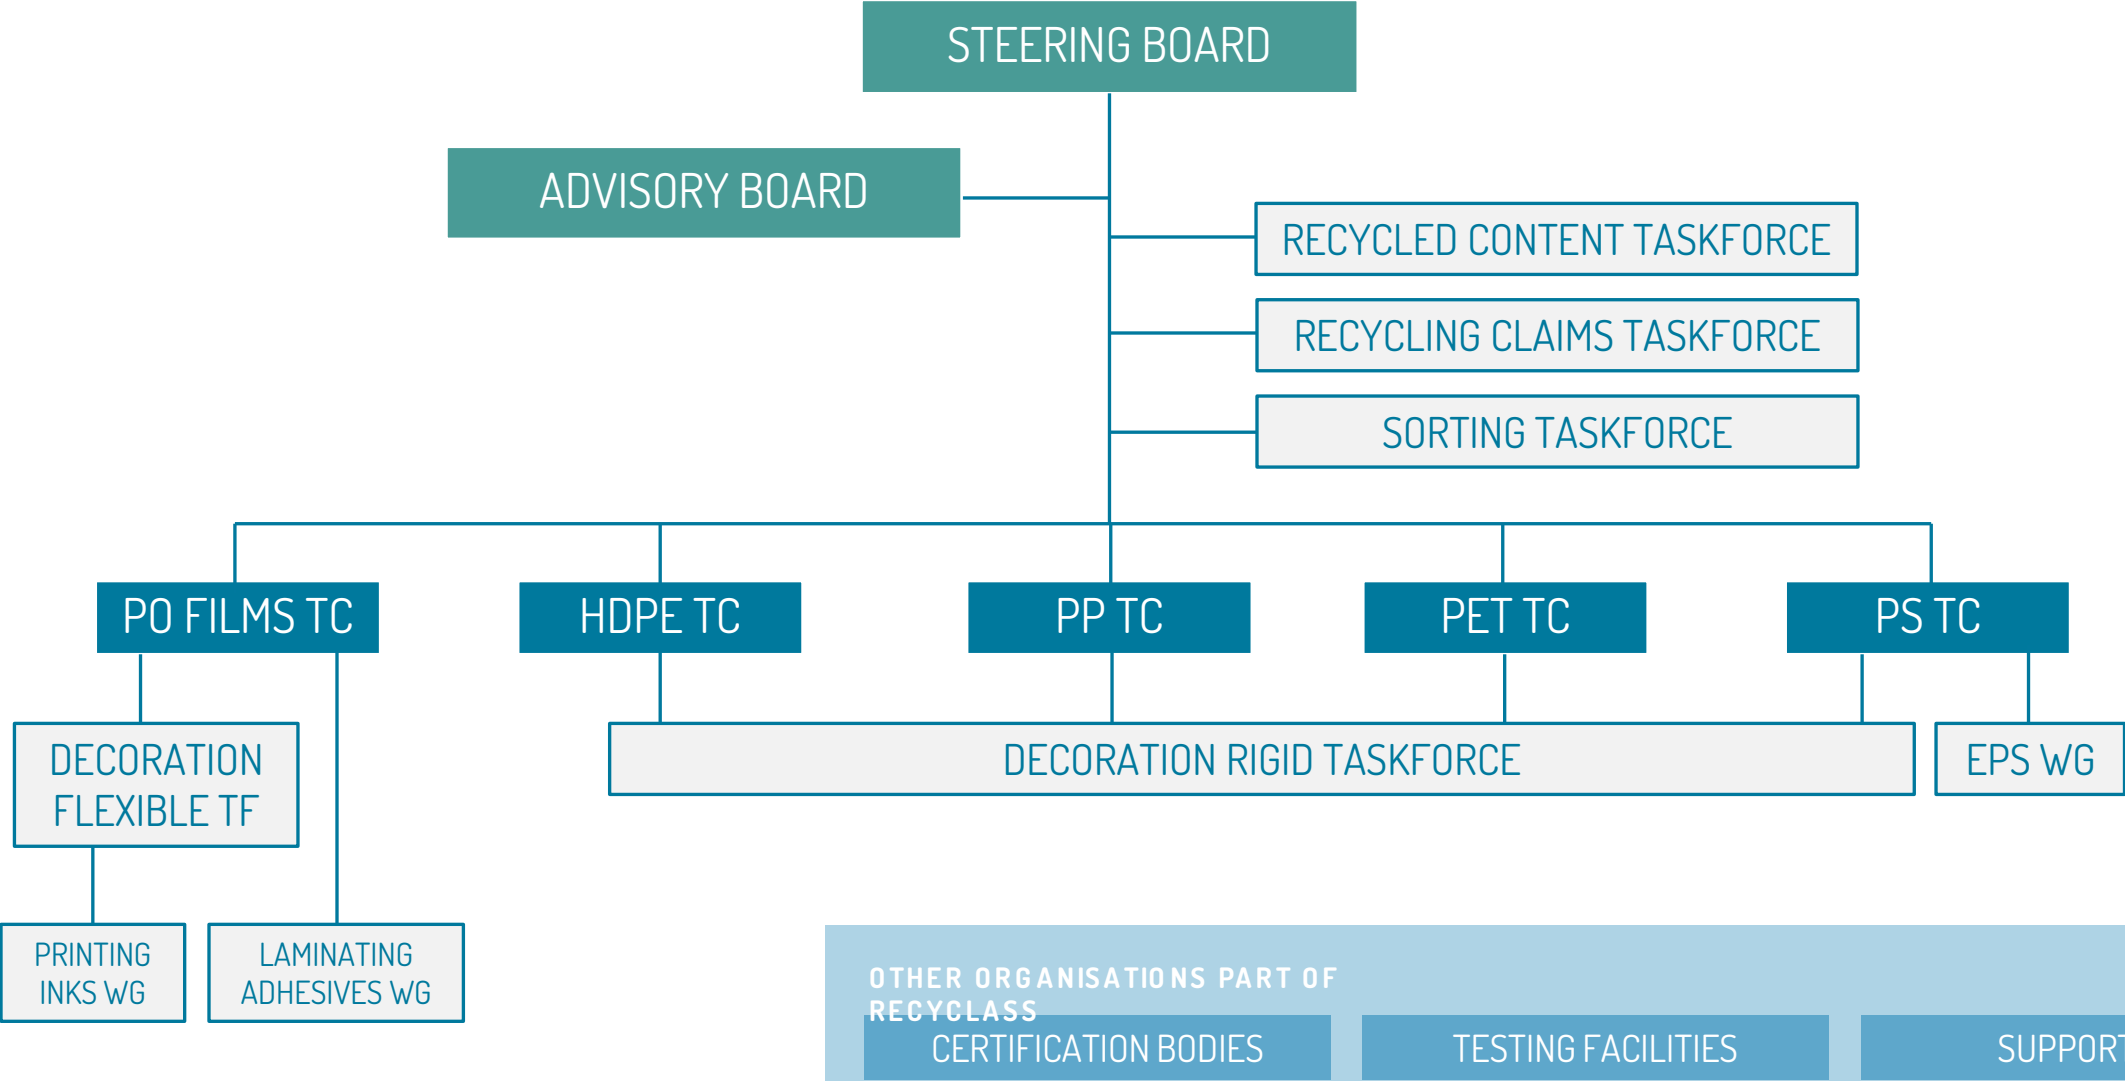 STEERING BOARD
ADVISORY BOARD
RECYCLED CONTENT TASKFORCE
RECYCLING CLAIMS TASKFORCE
SORTING TASKFORCE
PO FILMS TC
HDPE TC
PP TC
PET TC
PS TC
DECORATION
FLEXIBLE TF
DECORATION RIGID TASKFORCE
EPS WG
PRINTING
INKS WG
LAMINATING
ADHESIVES WG
OTHER ORGANISATIONS PART OF
RECYCLASS
CERTIFICATION BODIES
TESTING FACILITIES